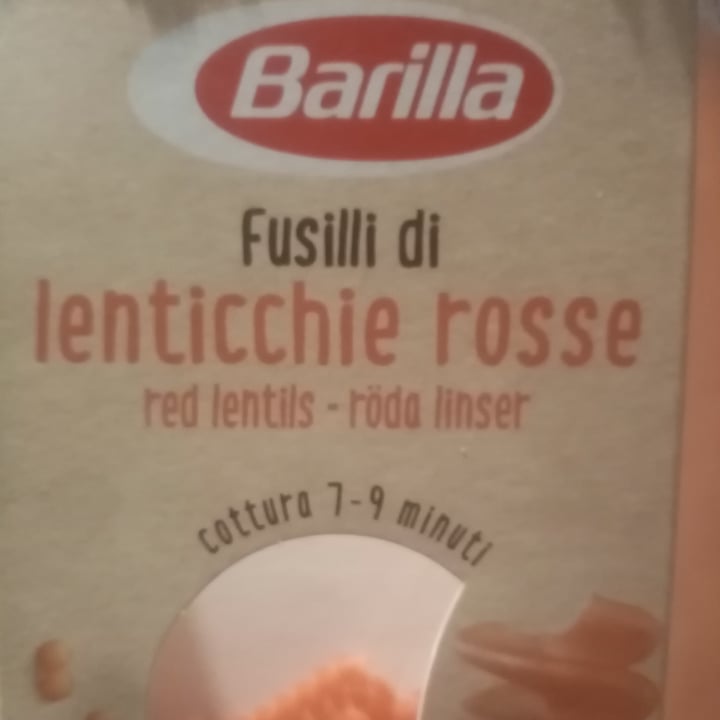 Barilla
Fusilli di
lenticchie rosse
red lentils - röda linser
cottura 7-9 minuti